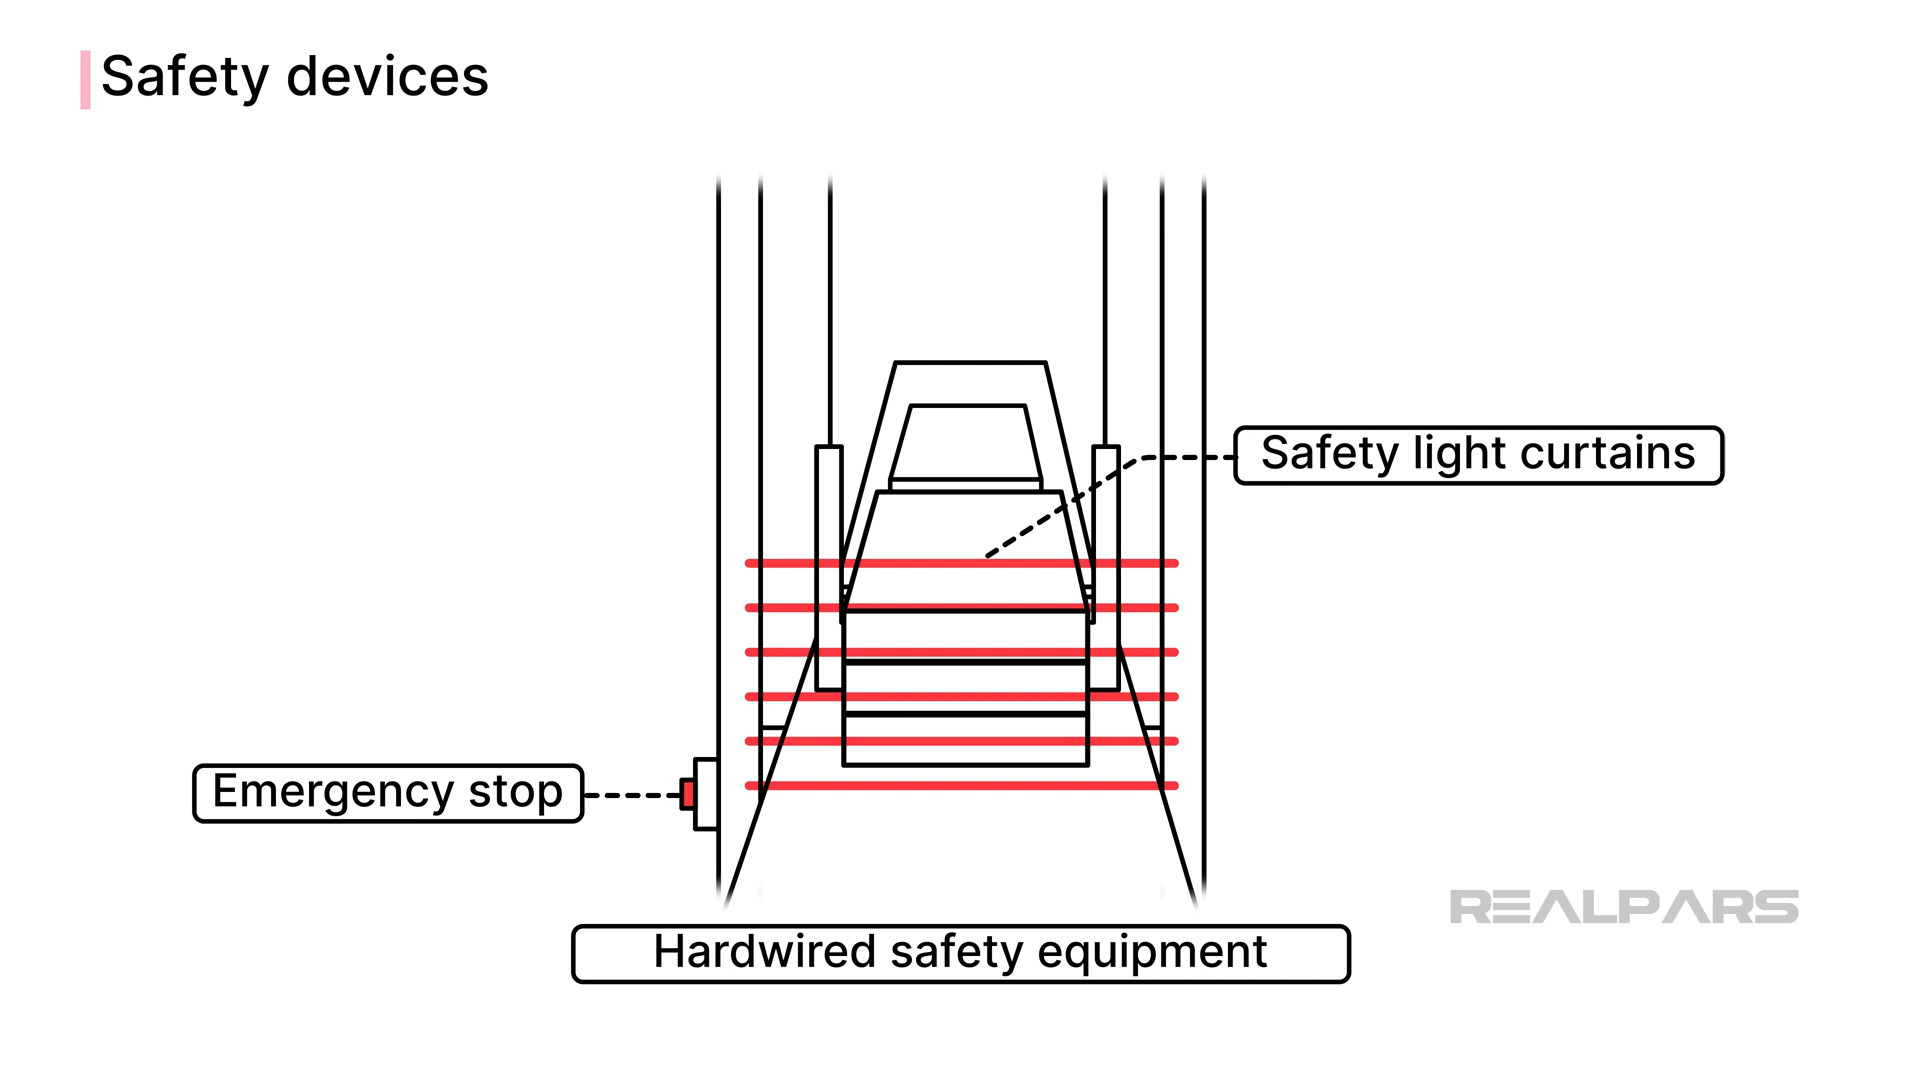 Safety devices
Safety light curtains
Emergency stop
REALPARS
Hardwired safety equipment